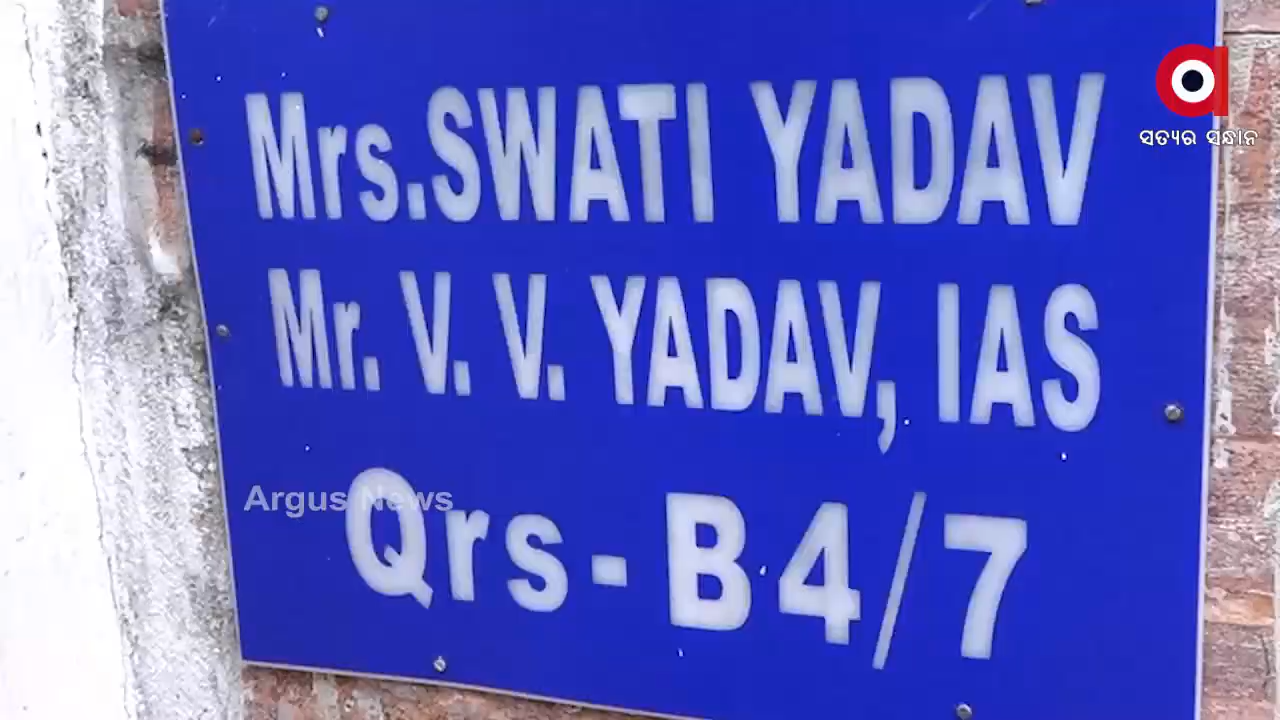 Mrs.SWATI YADAV
Mr. V. V. YADAV, IAS
Qrs- B4/7
Argus News
ସତ୍ୟର ସନ୍ଧାନ